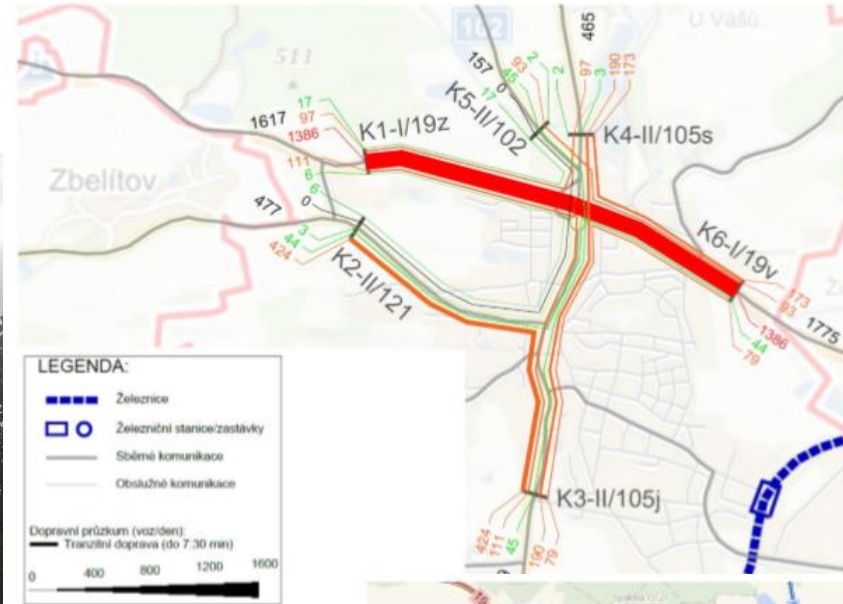 U Vášů
102
511
465
157
0
17
45
93
2
2
97
3
190
173
K5-II/102
K4-II/105s
1617
17
97
1386
111
6
K1-I/19z
Zbelítov
477
0
6
3
44
424
K2-II/121
K6-I/19v
173
93
1386
44
79
1775
K3-II/105j
424
111
45
190
79
LEGENDA:
Železnice
Železniční stanice/zastávky
Sběrné komunikace
Obslužné komunikace
Dopravní průzkum (voz/den):
Tranzitní doprava (do 7:30 min)
0 400 800 1200 1600